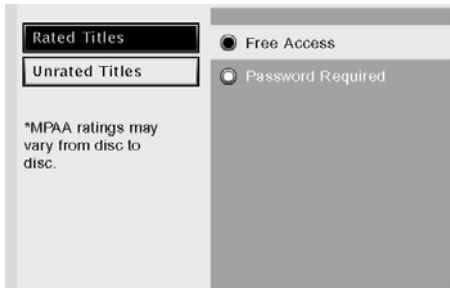 Rated Titles
Unrated Titles
*MPAA ratings may
vary from disc to
disc.
Free Access
Password Required